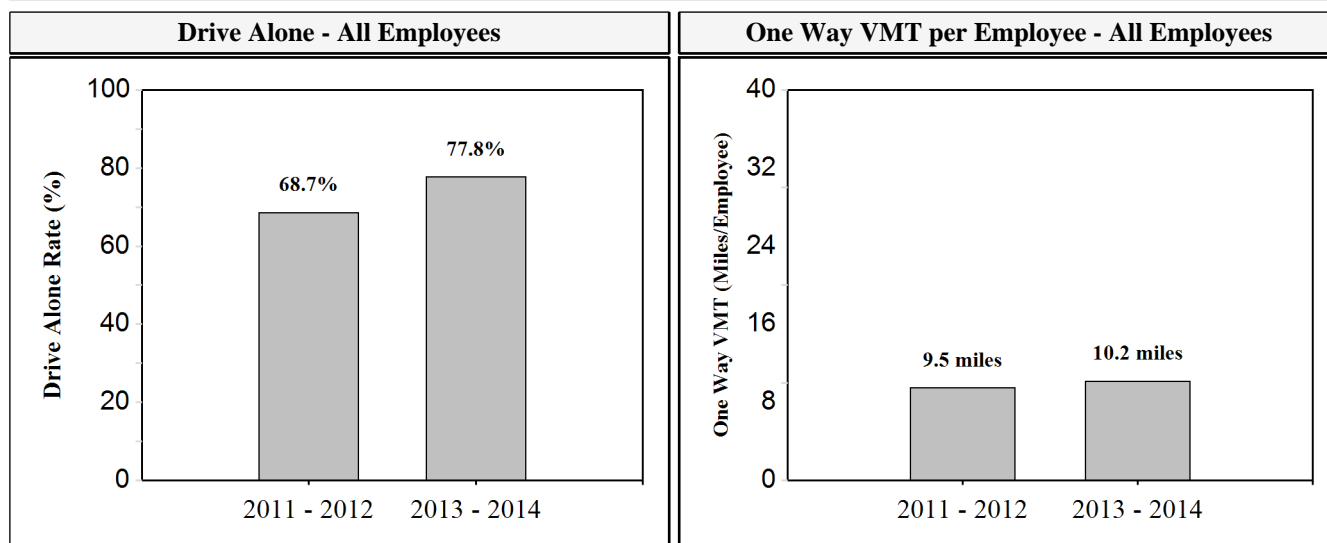 Drive Alone - All Employees
One Way VMT per Employee - All Employees
Drive Alone Rate (%)
100
80
60
40
20
0
68.7%
77.8%
2011 - 2012
2013 - 2014
One Way VMT (Miles/Employee)
40
32
24
16
8
0
9.5 miles
10.2 miles
2011 - 2012
2013 - 2014